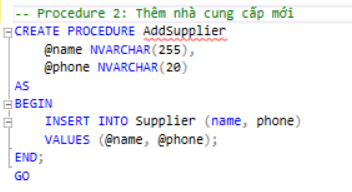 -- Procedure 2: Thêm nhà cung cấp mới
CREATE PROCEDURE AddSupplier
    @name NVARCHAR(255),
    @phone NVARCHAR(20)
AS
BEGIN
    INSERT INTO Supplier (name, phone)
    VALUES (@name, @phone);
END;
GO